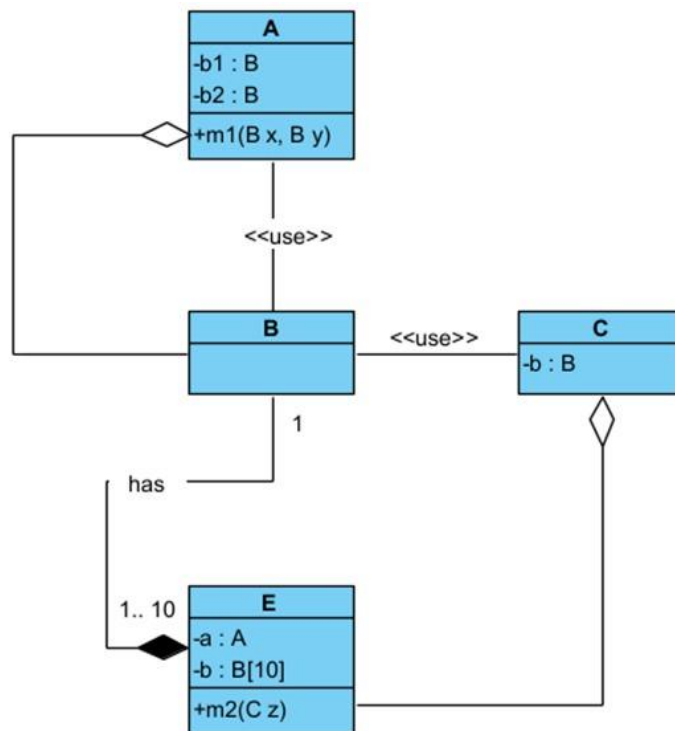 A
-b1 : B
-b2 : B
+m1(B x, B y)
<<use>>
B
<<use>>
C
-b : B
1
has
1.. 10
E
-a : A
-b : B[10]
+m2(C z)